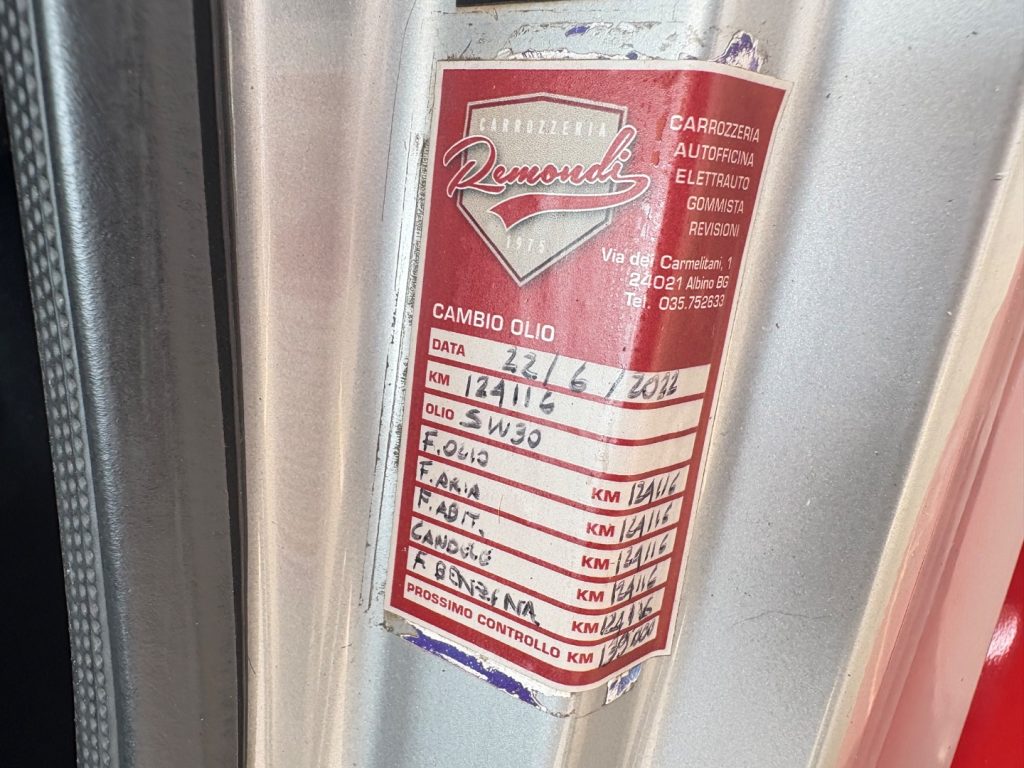 CARROZZERIA
Remondi
1975
CARROZZERIA
AUTOFFICINA
ELETTRAUTO
GOMMISTA
REVISIONI
Via dei Carmelitani, 1
24021 Albino BG
Tel. 035.752633
CAMBIO OLIO
DATA 22/6/2022
KM 124116
OLIO 5W30
F.OLIO KM 124116
F.ARIA KM 124116
F.ABIT. KM 124116
CANDELE KM 124116
F.BENZINA KM 124116
PROSSIMO CONTROLLO KM 139000